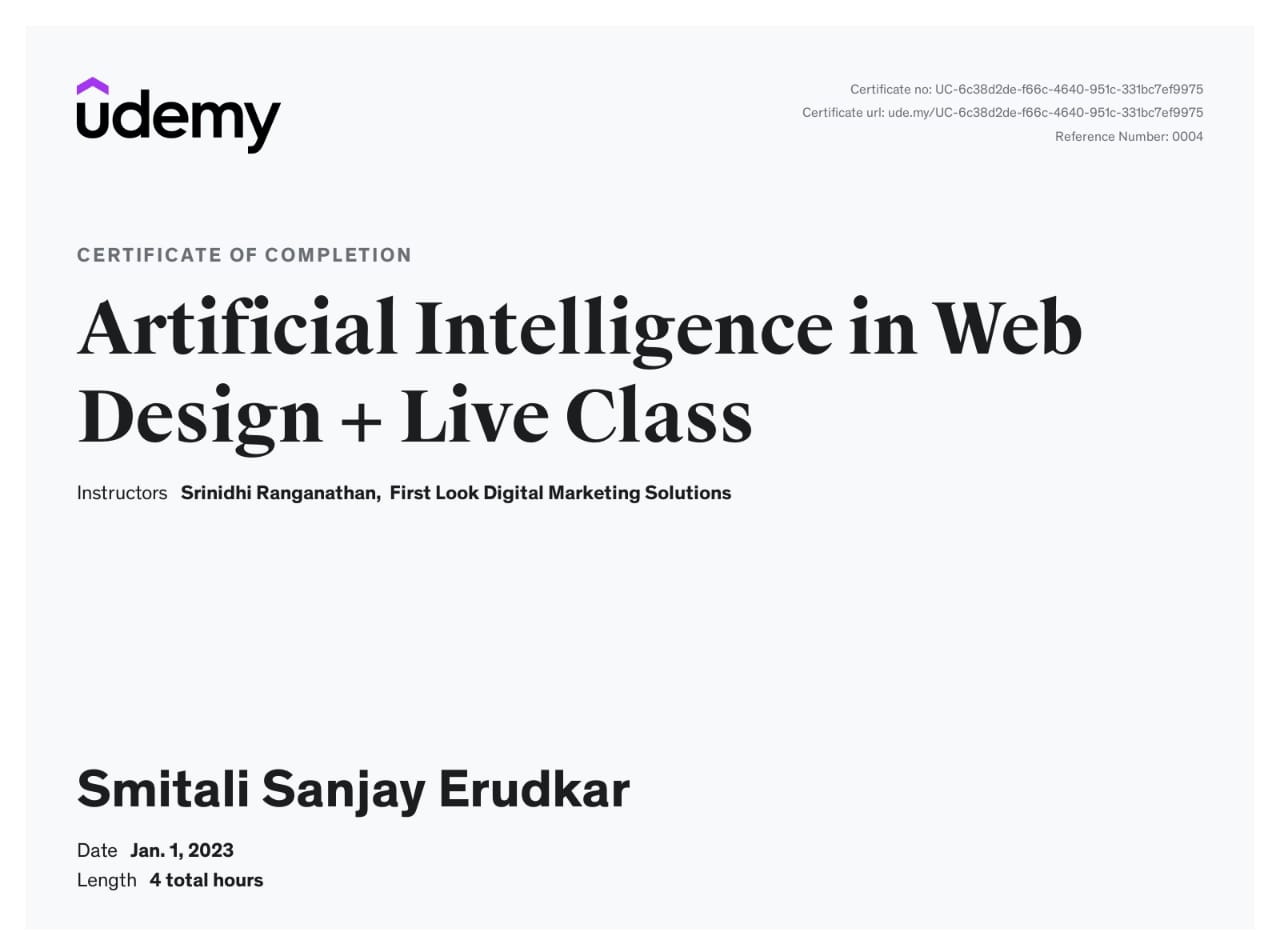 udemy
Certificate no: UC-6c38d2de-f66c-4640-951c-331bc7ef9975
Certificate url: ude.my/UC-6c38d2de-f66c-4640-951c-331bc7ef9975
Reference Number: 0004
CERTIFICATE OF COMPLETION
Artificial Intelligence in Web
Design + Live Class
Instructors Srinidhi Ranganathan, First Look Digital Marketing Solutions
Smitali Sanjay Erudkar
Date Jan. 1, 2023
Length 4 total hours